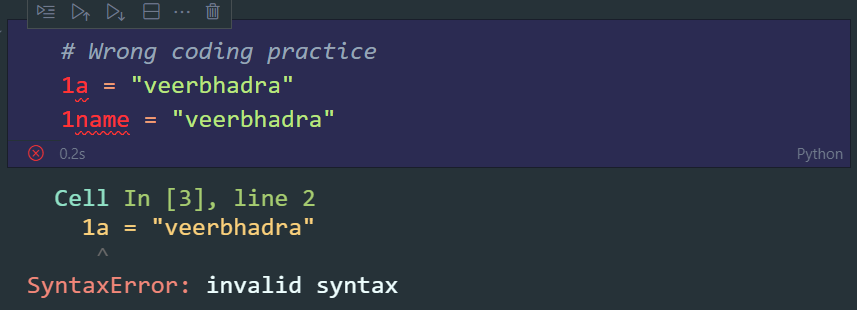 # Wrong coding practice
1a = "veerbhadra"
1name = "veerbhadra"
0.2s Python
Cell In [3], line 2
1a = "veerbhadra"
^
SyntaxError: invalid syntax